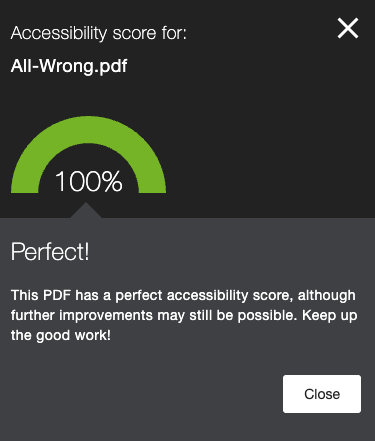 Accessibility score for:
All-Wrong.pdf
100%
Perfect!
This PDF has a perfect accessibility score, although
further improvements may still be possible. Keep up
the good work!
Close